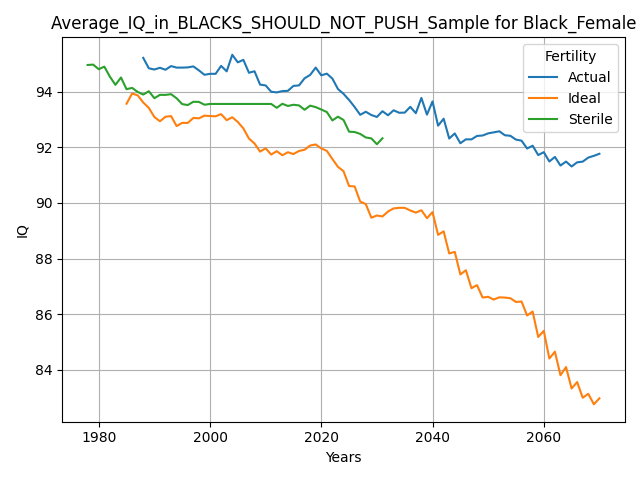 Average_IQ_in_BLACKS_SHOULD_NOT_PUSH_Sample for Black_Female
Fertility
Actual
Ideal
Sterile
94
92
90
88
86
84
IQ
1980 2000 2020 2040 2060
Years